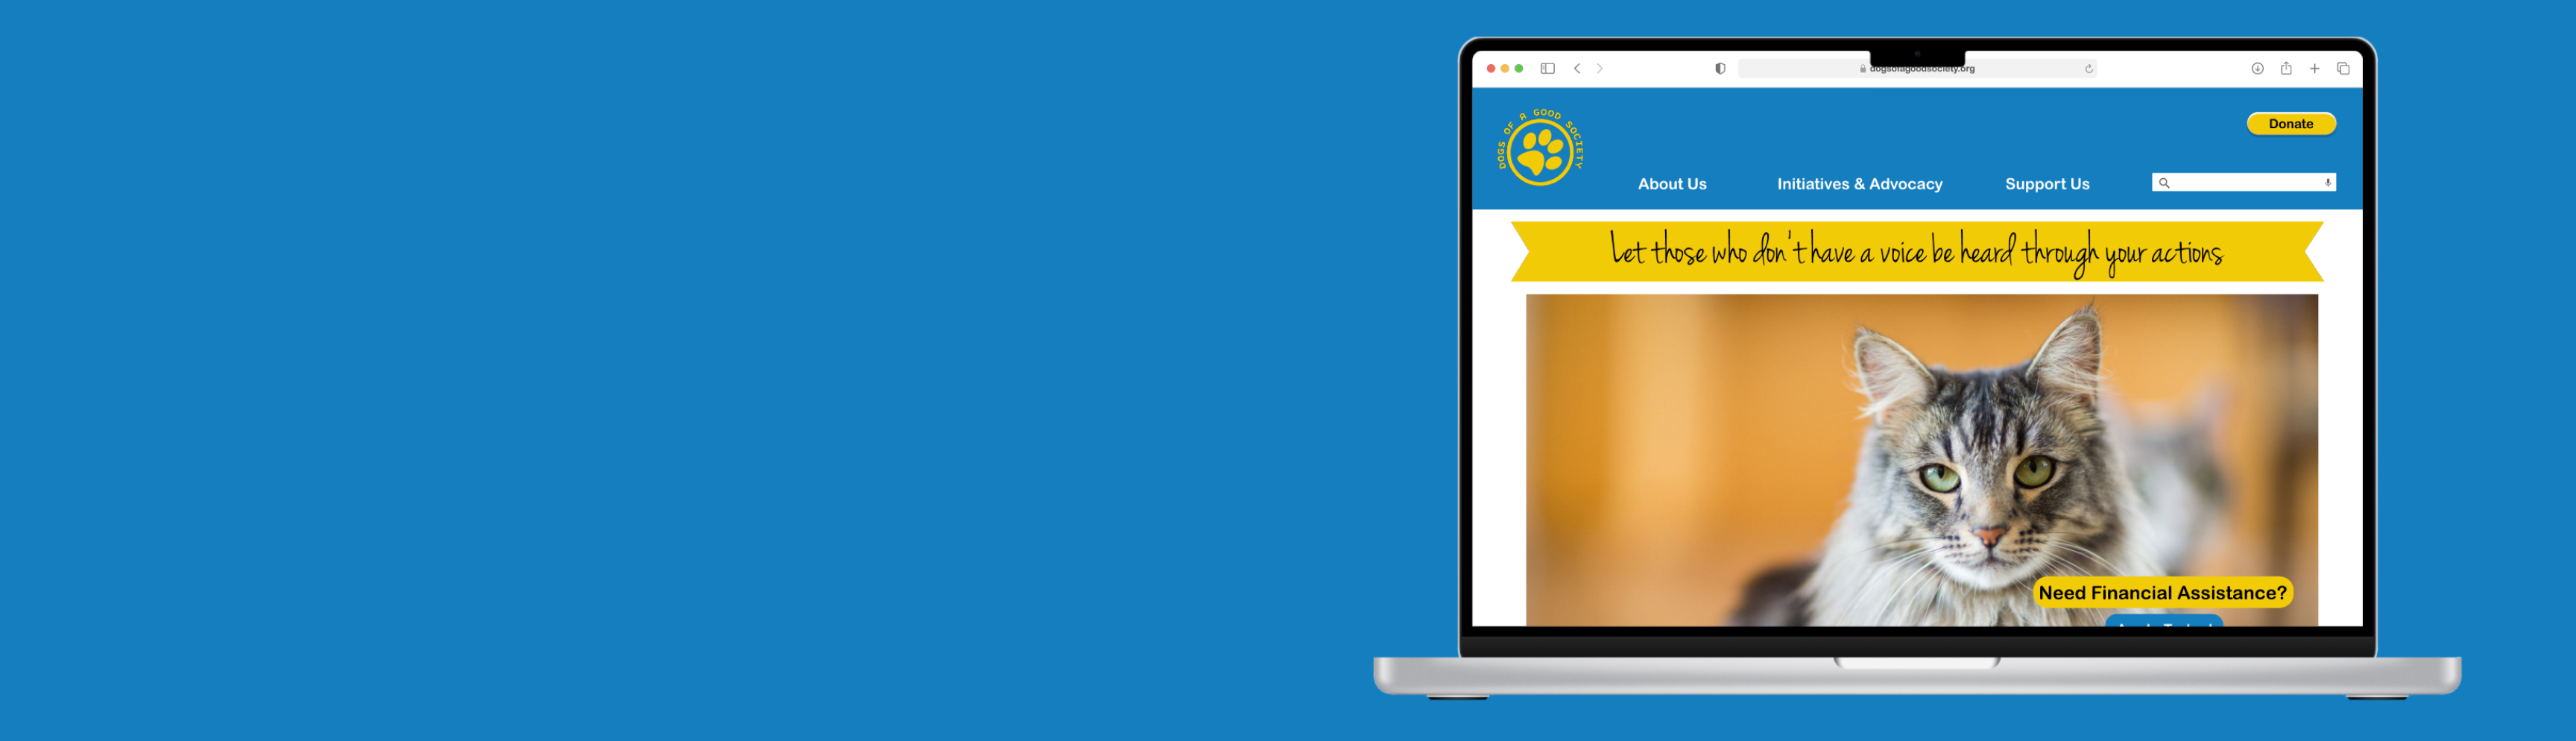 dogsofagoodsociety.org
DOGS OF A GOOD SOCIETY
Donate
About Us
Initiatives & Advocacy
Support Us
Let those who don't have a voice be heard through your actions
Need Financial Assistance?